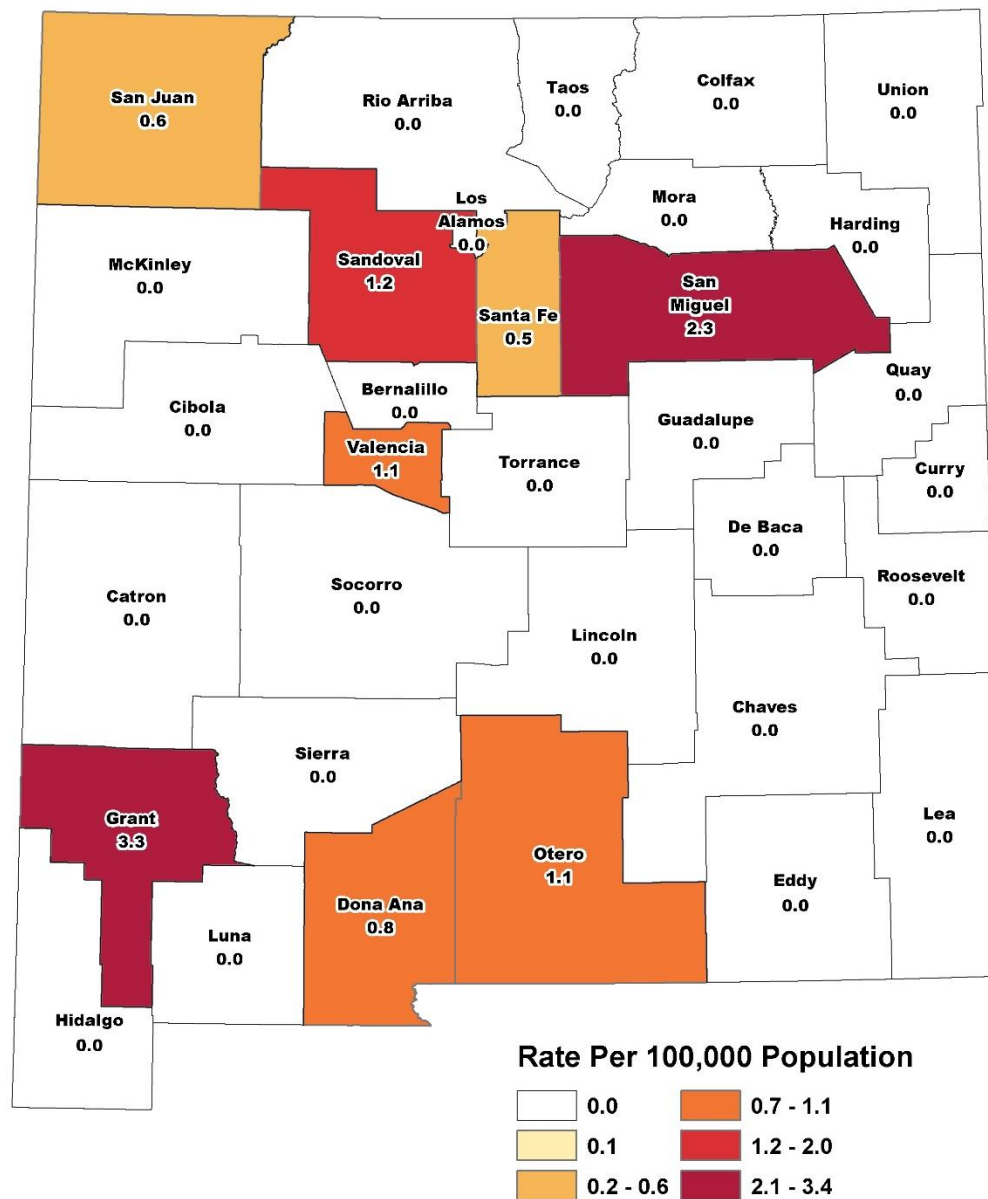 San Juan
0.6
Rio Arriba
0.0
Taos
0.0
Colfax
0.0
Union
0.0
Los
Alamos
0.0
Mora
0.0
Harding
0.0
McKinley
0.0
Sandoval
1.2
Santa Fe
0.5
San
Miguel
2.3
Quay
0.0
Cibola
0.0
Bernalillo
0.0
Guadalupe
0.0
Valencia
1.1
Torrance
0.0
Curry
0.0
De Baca
0.0
Roosevelt
0.0
Catron
0.0
Socorro
0.0
Lincoln
0.0
Chaves
0.0
Sierra
0.0
Grant
3.3
Lea
0.0
Otero
1.1
Eddy
0.0
Dona Ana
0.8
Luna
0.0
Hidalgo
0.0
Rate Per 100,000 Population
0.0
0.7 - 1.1
0.1
1.2 - 2.0
0.2 - 0.6
2.1 - 3.4